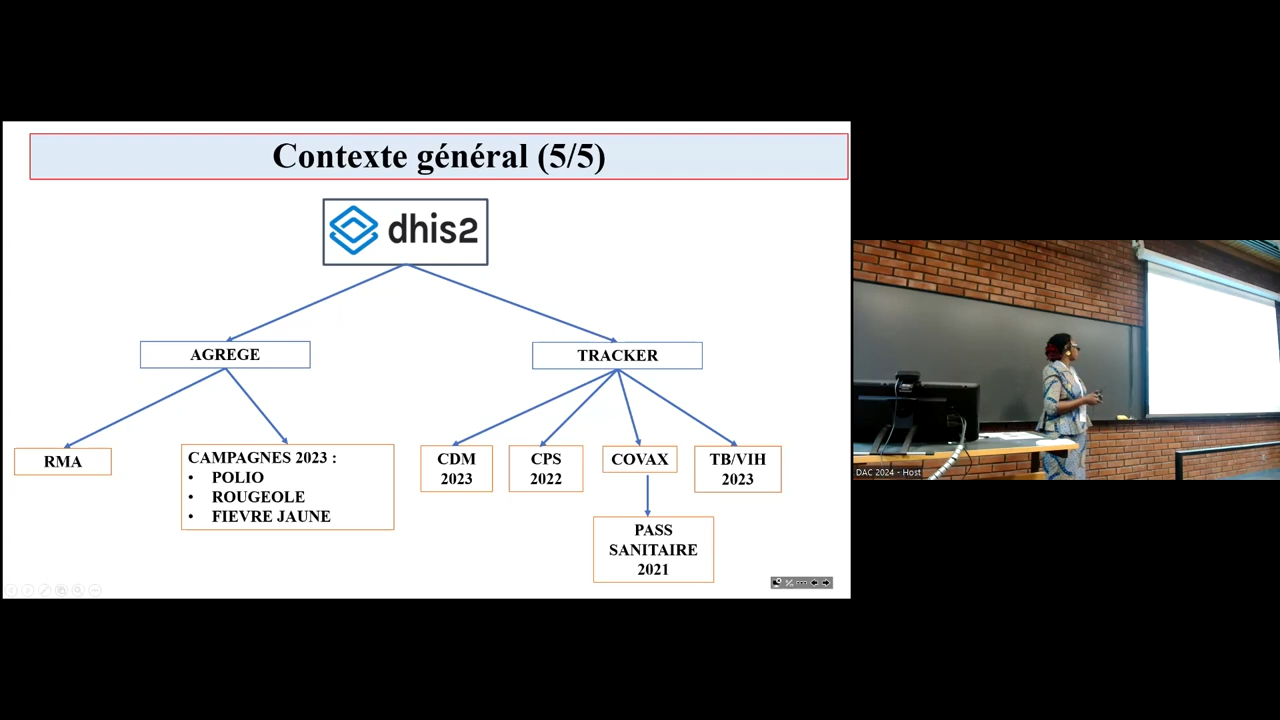 Contexte général (5/5)
dhis2
AGREGE
TRACKER
RMA
CAMPAGNES 2023 :
• POLIO
• ROUGEOLE
• FIEVRE JAUNE
CDM
2023
CPS
2022
COVAX
TB/VIH
2023
PASS
SANITAIRE
2021
DAC 2024 - Host